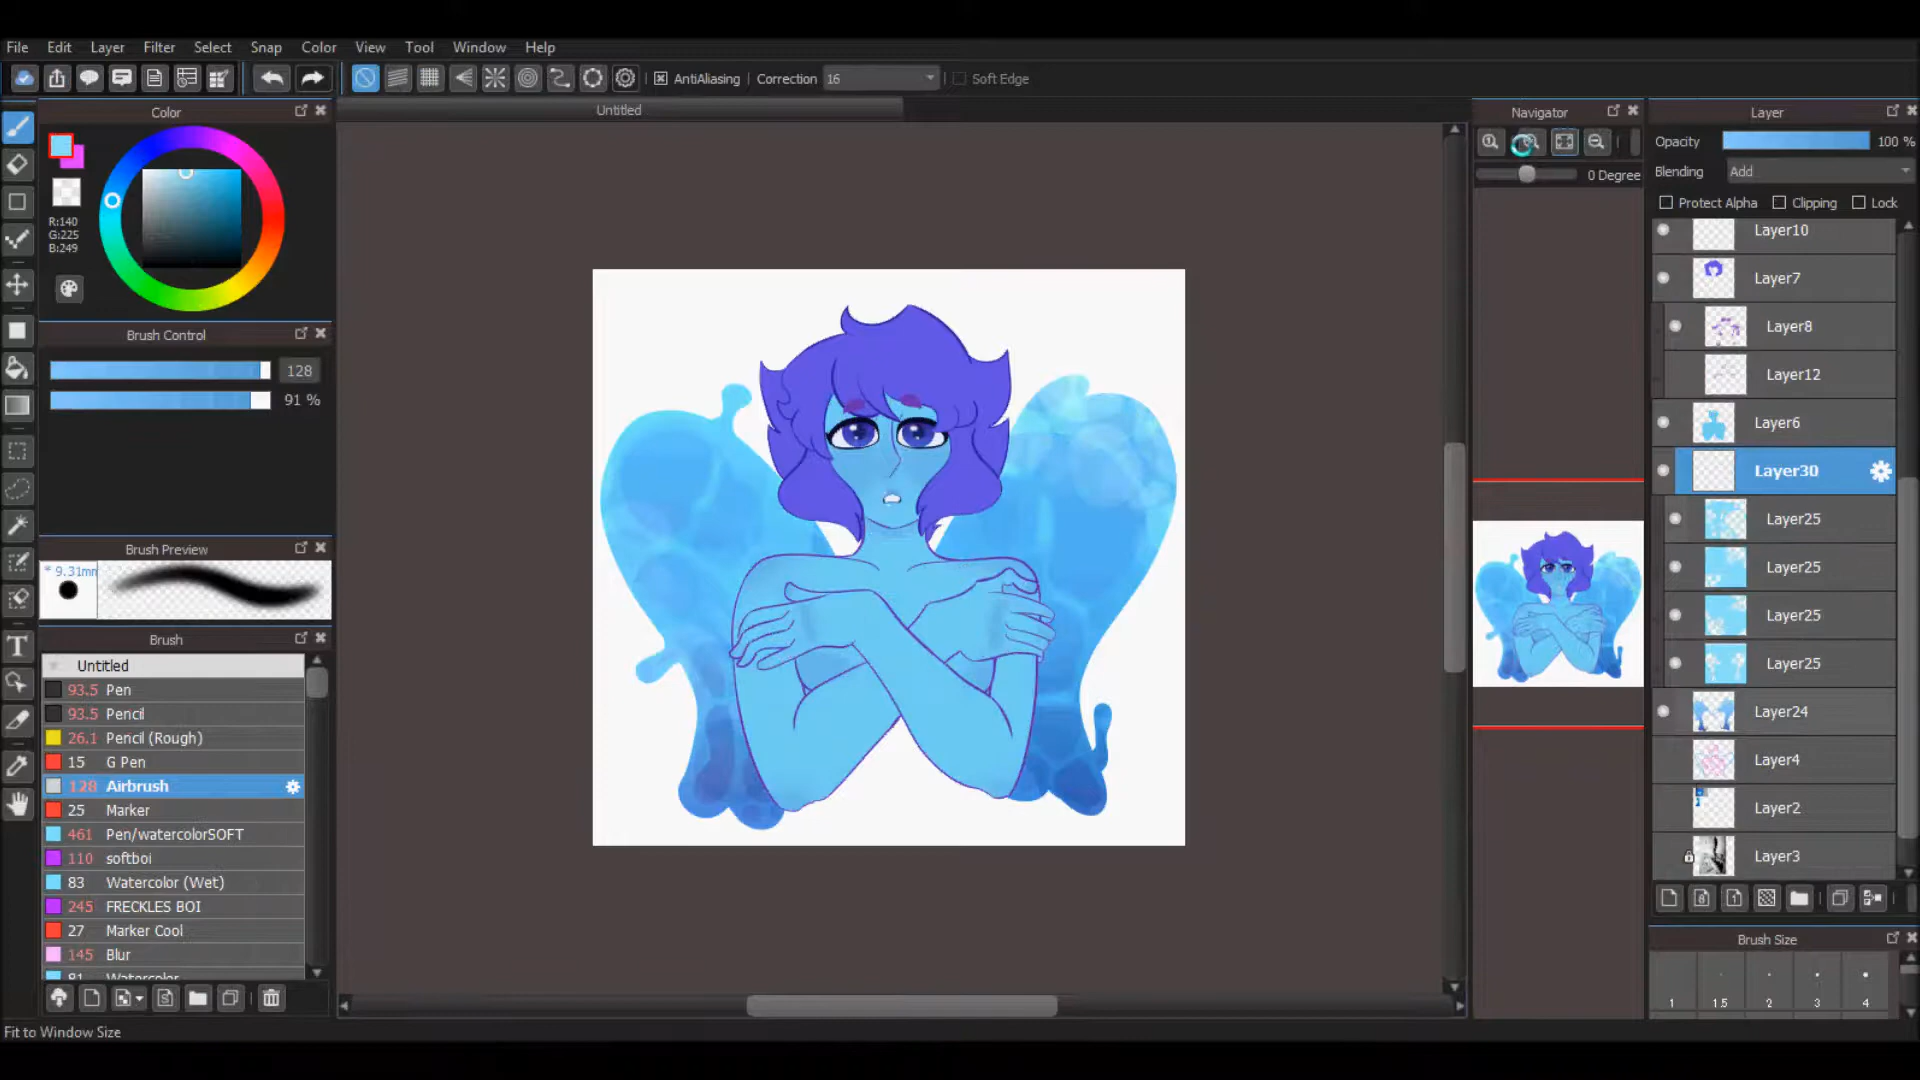 File Edit Layer Filter Select Snap Color View Tool Window Help
AntiAliasing Correction 16 Soft Edge
Color
R:140
G:225
B:249
Brush Control
128
91 %
Brush Preview
* 9.31mm
Brush
Untitled
93.5 Pen
93.5 Pencil
26.1 Pencil (Rough)
15 G Pen
128 Airbrush
25 Marker
461 Pen/watercolorSOFT
110 softboi
83 Watercolor (Wet)
245 FRECKLES BOI
27 Marker Cool
145 Blur
81 Watercolor
Fit to Window Size
Untitled
Navigator
0 Degree
Layer
Opacity 100 %
Blending Add
Protect Alpha Clipping Lock
Layer10
Layer7
Layer8
Layer12
Layer6
Layer30
Layer25
Layer25
Layer25
Layer25
Layer24
Layer4
Layer2
Layer3
Brush Size
1 1.5 2 3 4